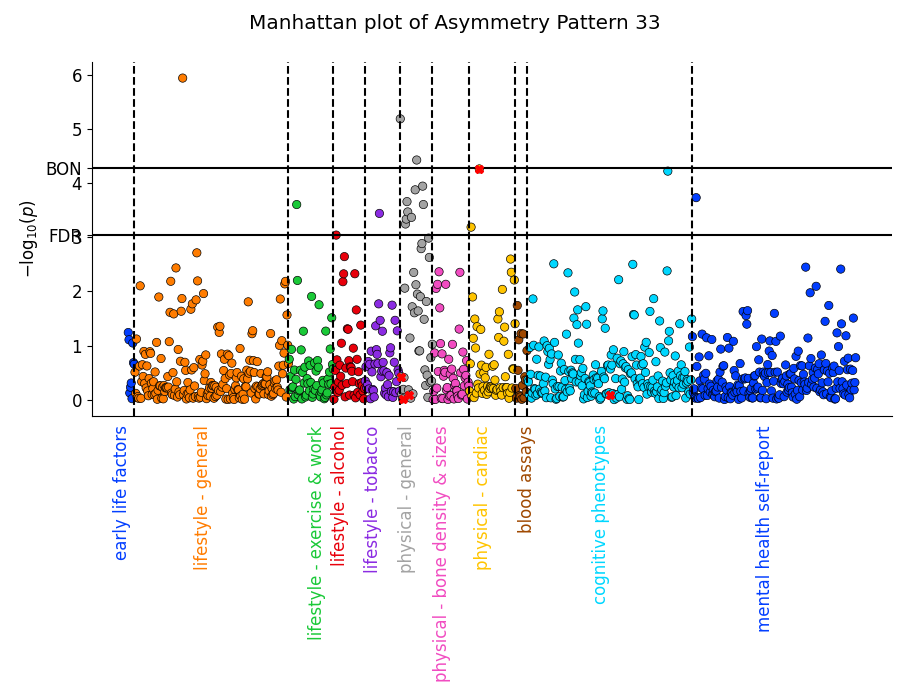 Manhattan plot of Asymmetry Pattern 33
6
5
BON
4
FDR
3
2
1
0
−log10(p)
early life factors
lifestyle - general
lifestyle - exercise & work
lifestyle - alcohol
lifestyle - tobacco
physical - general
physical - bone density & sizes
physical - cardiac
blood assays
cognitive phenotypes
mental health self-report